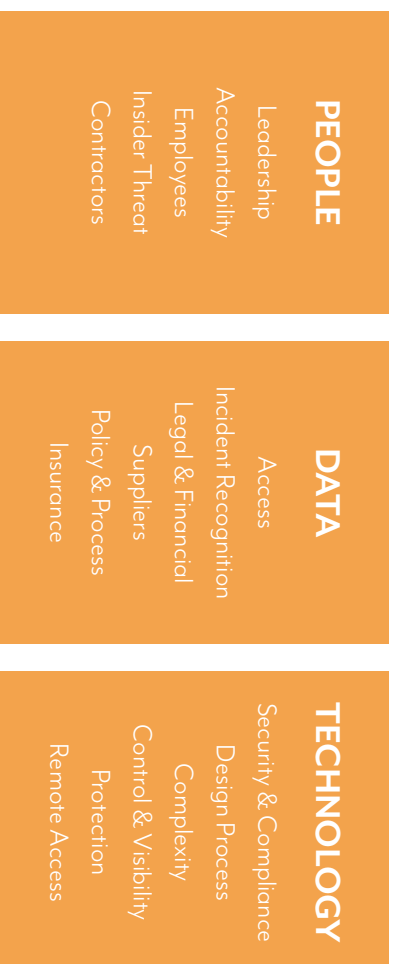 PEOPLE
Leadership
Accountability
Employees
Insider Threat
Contractors
DATA
Access
Incident Recognition
Legal & Financial
Suppliers
Policy & Process
Insurance
TECHNOLOGY
Security & Compliance
Design Process
Complexity
Control & Visibility
Protection
Remote Access